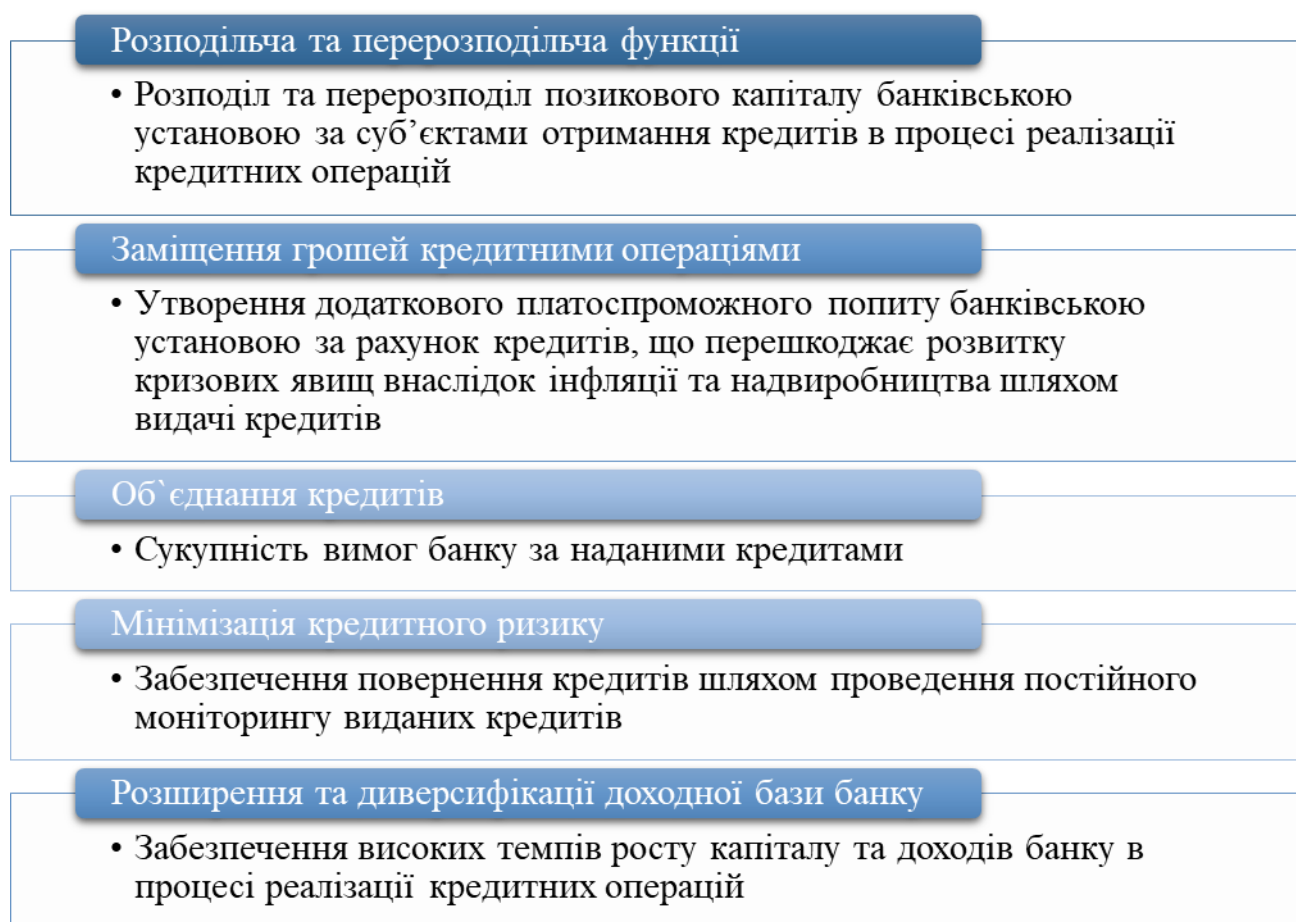 Розподільча та перерозподільча функції
• Розподіл та перерозподіл позикового капіталу банківською
установою за суб’єктами отримання кредитів в процесі реалізації
кредитних операцій
Заміщення грошей кредитними операціями
• Утворення додаткового платоспроможного попиту банківською
установою за рахунок кредитів, що перешкоджає розвитку
кризових явищ внаслідок інфляції та надвиробництва шляхом
видачі кредитів
Об`єднання кредитів
• Сукупність вимог банку за наданими кредитами
Мінімізація кредитного ризику
• Забезпечення повернення кредитів шляхом проведення постійного
моніторингу виданих кредитів
Розширення та диверсифікації доходної бази банку
• Забезпечення високих темпів росту капіталу та доходів банку в
процесі реалізації кредитних операцій